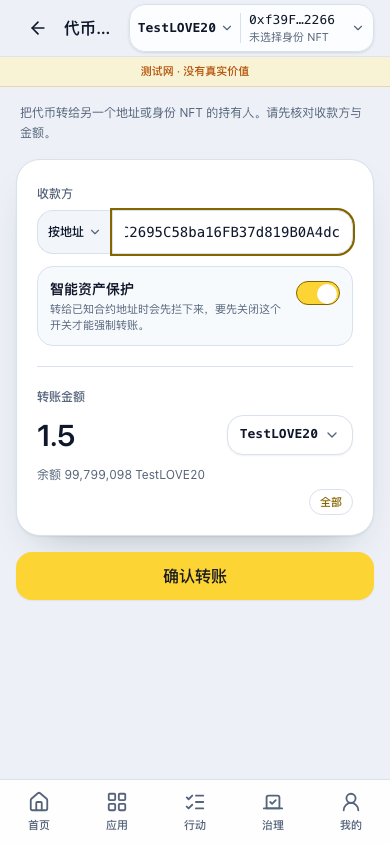 代币...
TestLOVE20
0xf39F...2266
未选择身份 NFT
测试网 · 没有真实价值
把代币转给另一个地址或身份 NFT 的持有人。请先核对收款方与
金额。
收款方
按地址
2695C58ba16FB37d819B0A4dc
智能资产保护
转给已知合约地址时会先拦下来，要先关闭这个
开关才能强制转账。
转账金额
1.5
TestLOVE20
余额 99,799,098 TestLOVE20
全部
确认转账
首页
应用
行动
治理
我的